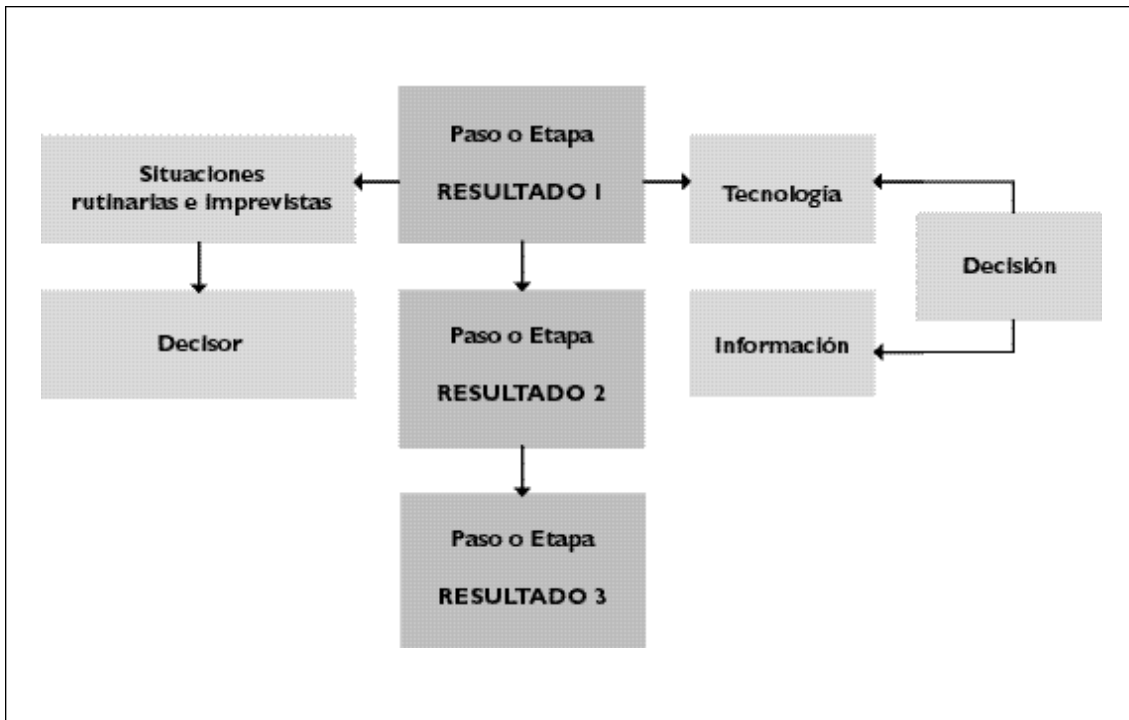 Paso o Etapa
RESULTADO 1
Situaciones
rutinarias e imprevistas
Tecnología
Decisión
Decisor
Paso o Etapa
RESULTADO 2
Información
Paso o Etapa
RESULTADO 3